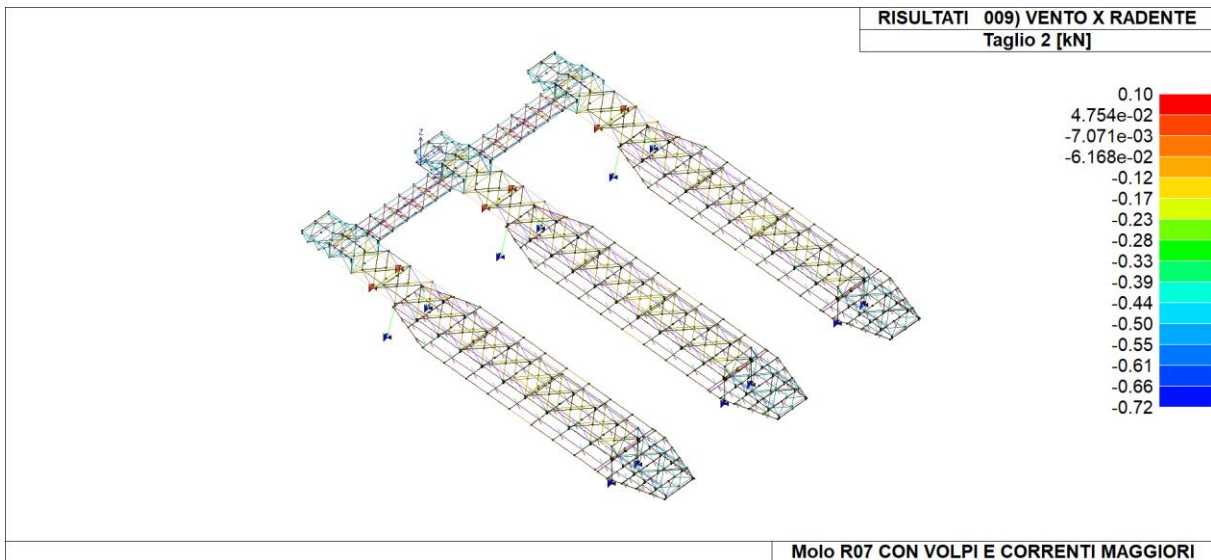 RISULTATI 009) VENTO X RADENTE
Taglio 2 [kN]
0.10
4.754e-02
-7.071e-03
-6.168e-02
-0.12
-0.17
-0.23
-0.28
-0.33
-0.39
-0.44
-0.50
-0.55
-0.61
-0.66
-0.72
Z
Molo R07 CON VOLPI E CORRENTI MAGGIORI